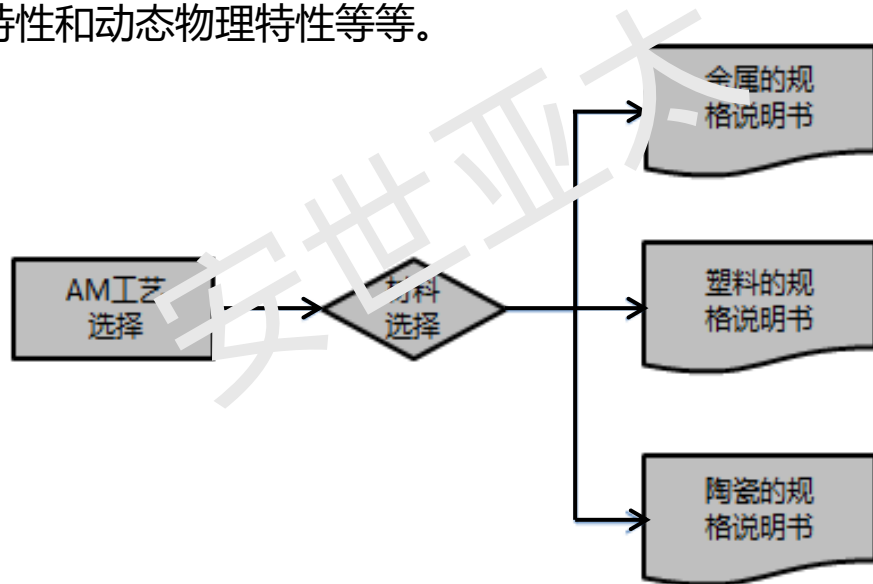 特性和动态物理特性等等。
金属的规
格说明书
AM工艺
选择
材料
选择
塑料的规
格说明书
陶瓷的规
格说明书
安世亚太